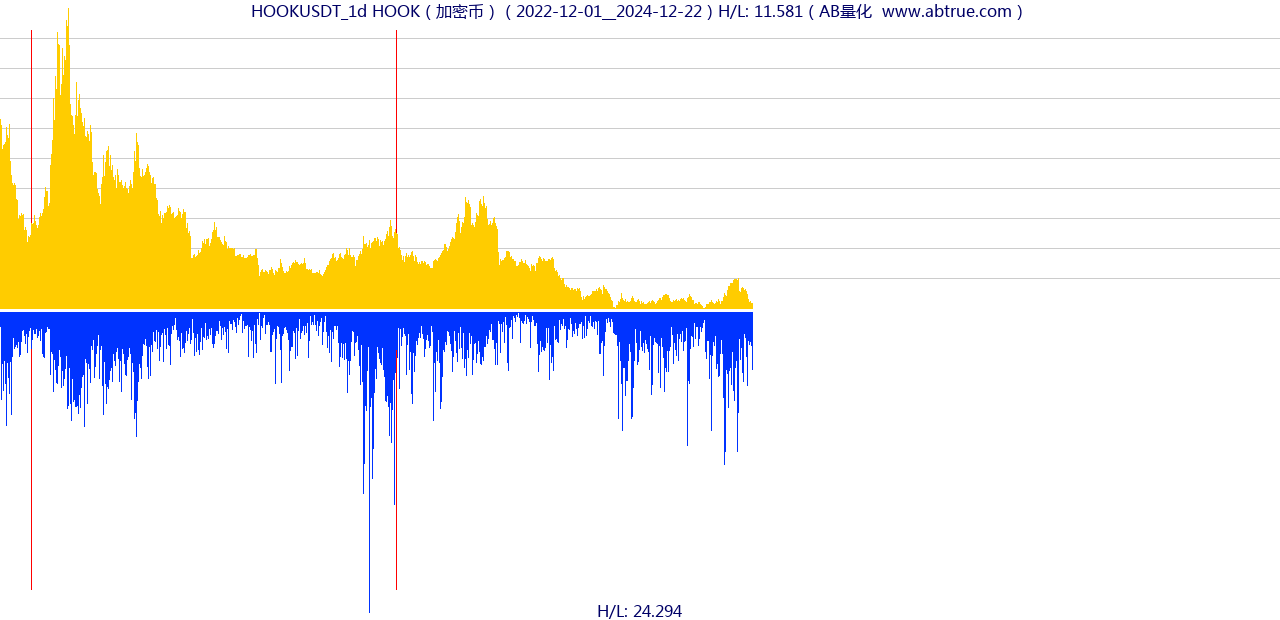 HOOKUSDT_1d HOOK ( 加密币 ) ( 2022-12-01__2024-12-22 ) H/L: 11.581 ( AB量化  www.abtrue.com )
H/L: 24.294